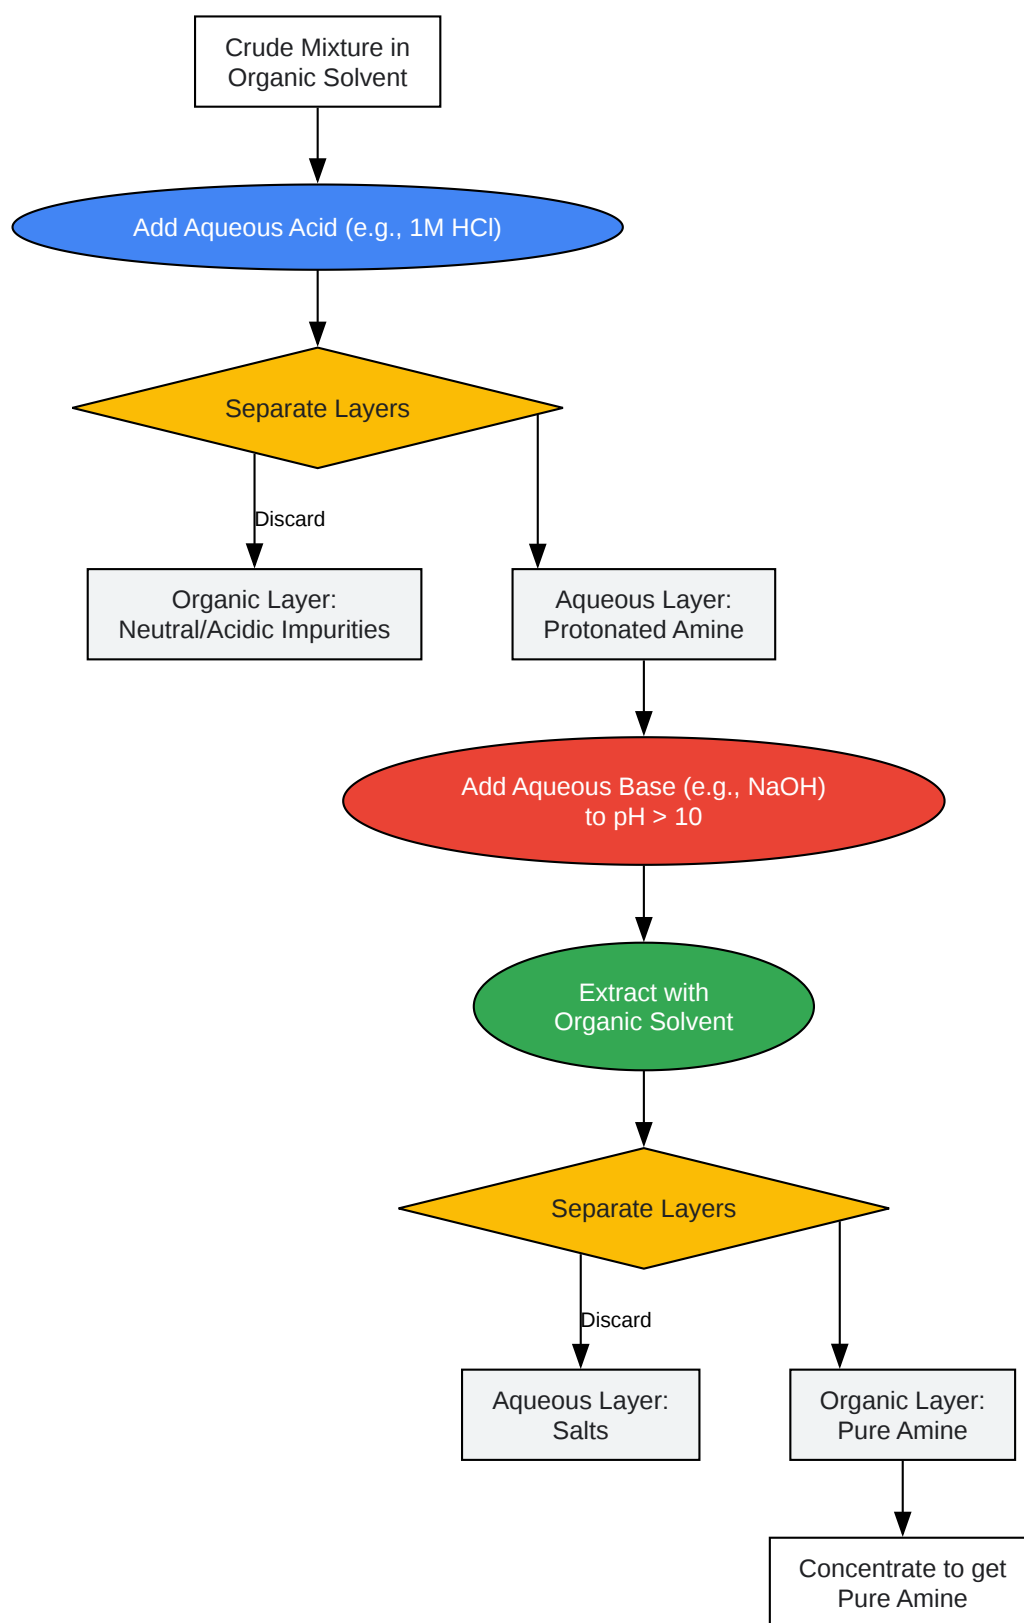 Crude Mixture in
Organic Solvent
Add Aqueous Acid (e.g., 1M HCl)
Separate Layers
Discard
Organic Layer:
Neutral/Acidic Impurities
Aqueous Layer:
Protonated Amine
Add Aqueous Base (e.g., NaOH)
to pH > 10
Extract with
Organic Solvent
Separate Layers
Discard
Aqueous Layer:
Salts
Organic Layer:
Pure Amine
Concentrate to get
Pure Amine